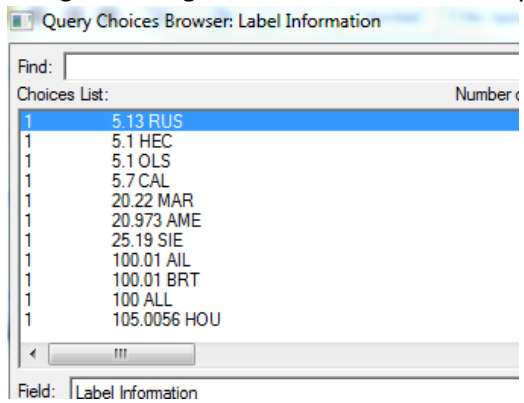 Query Choices Browser: Label Information
Find:
Choices List: Number
1 5.13 RUS
1 5.1 HEC
1 5.1 OLS
1 5.7 CAL
1 20.22 MAR
1 20.973 AME
1 25.19 SIE
1 100.01 AIL
1 100.01 BRT
1 100 ALL
1 105.0056 HOU
Field: Label Information